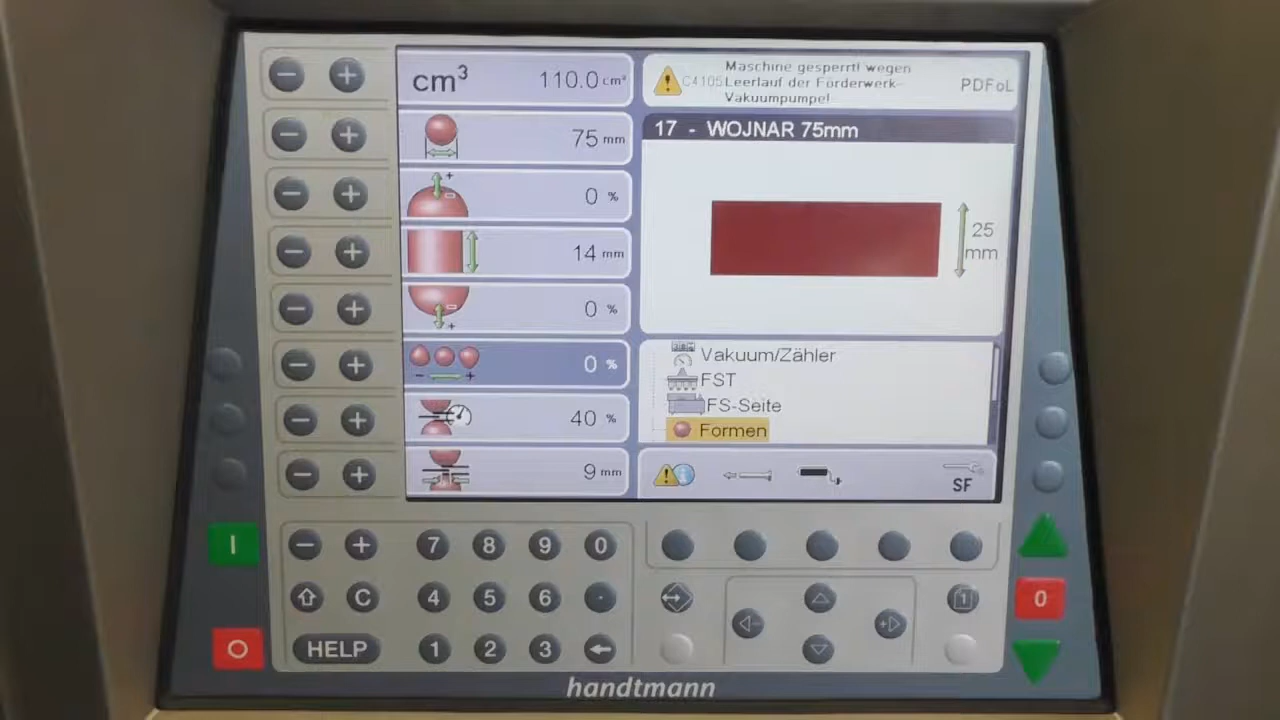 cm³ 110.0 cm³
75 mm
0 %
14 mm
0 %
0 %
40 %
9 mm
C4105 Maschine gesperrt! wegen
Leerlauf der Förderwerk-
Vakuumpumpe!
PDFoL
17 - WOJNAR 75mm
25
mm
Vakuum/Zähler
FST
FS-Seite
Formen
SF
I
7 8 9 0
C 4 5 6 .
HELP 1 2 3
1
0
handtmann